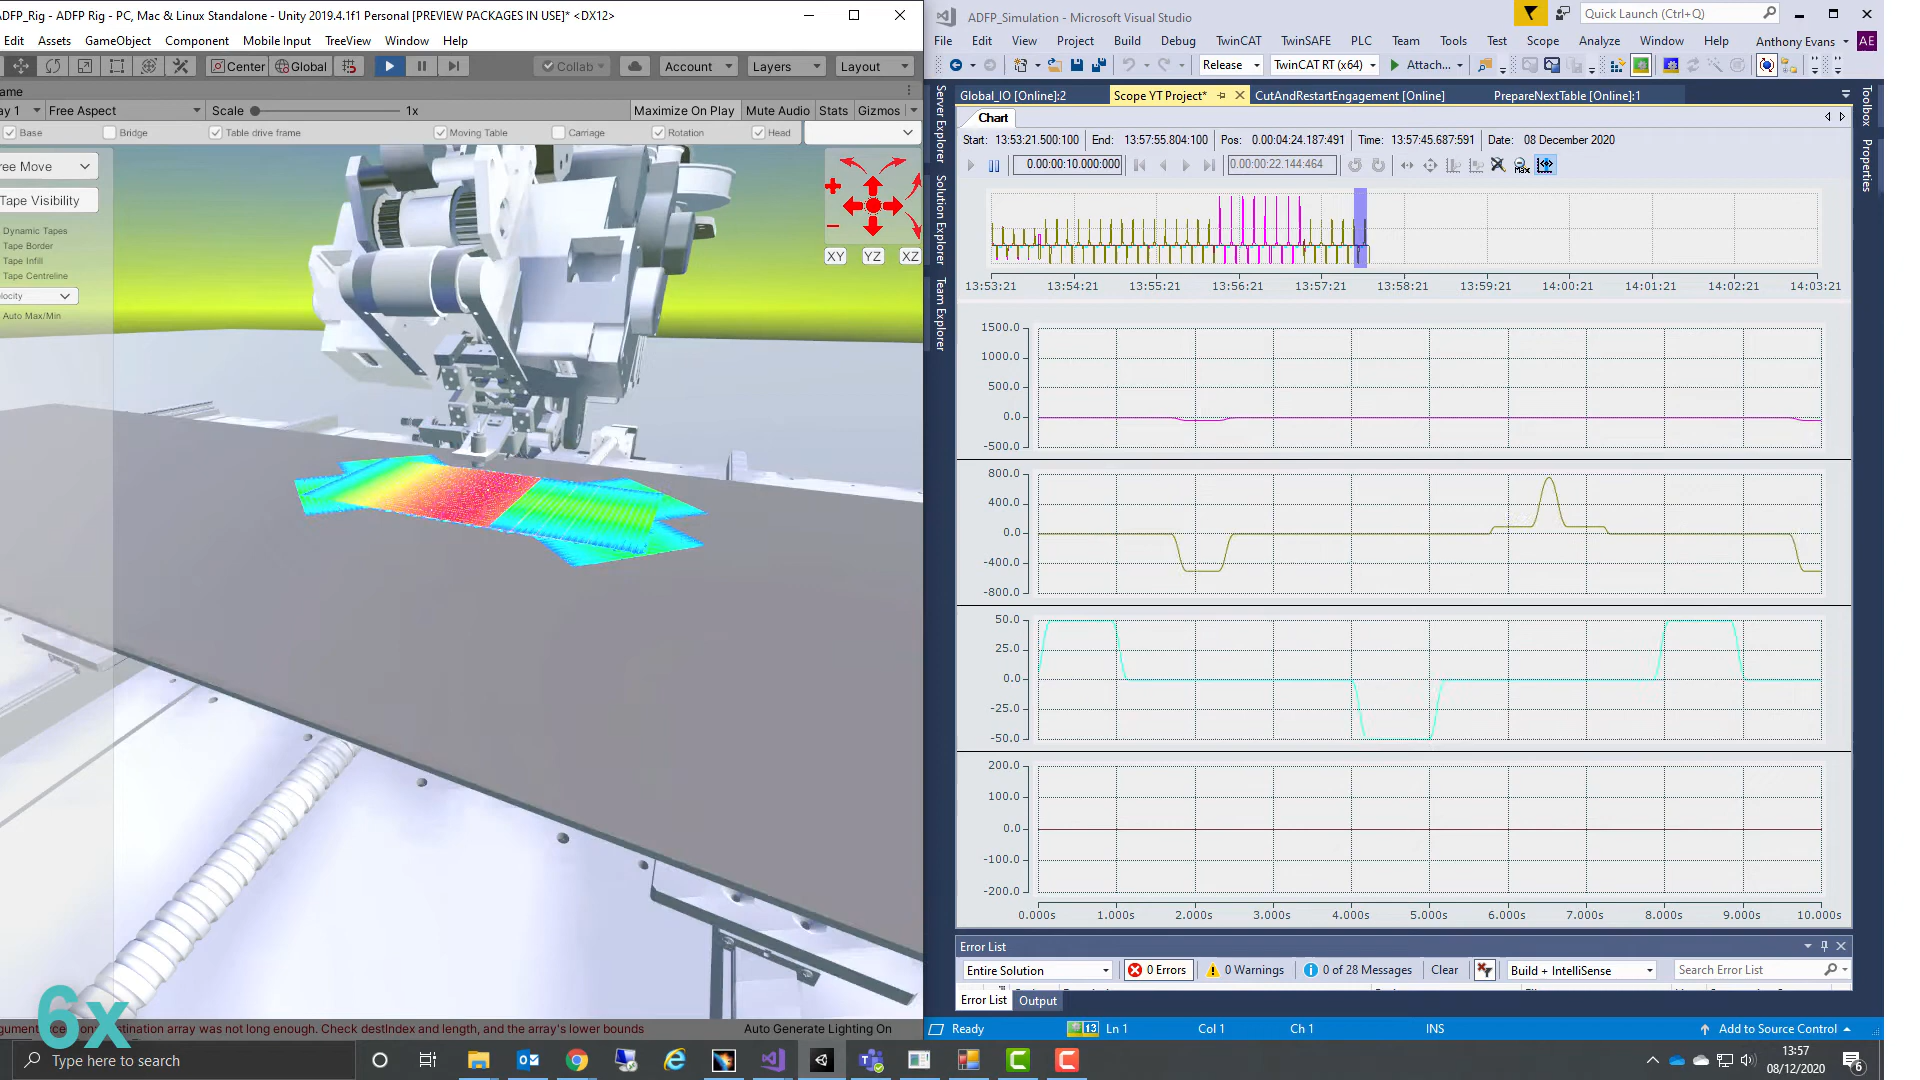 ADFP_Rig - ADFP Rig - PC, Mac & Linux Standalone - Unity 2019.4.1f1 Personal [PREVIEW PACKAGES IN USE]* <DX12>
Edit Assets GameObject Component Mobile Input TreeView Window Help
Center Global Collab Account Layers Layout
ame
ay 1 Free Aspect Scale 1x Maximize On Play Mute Audio Stats Gizmos
Base Bridge Table drive frame Moving Table Carriage Rotation Head
ree Move
Tape Visibility
Dynamic Tapes
Tape Border
Tape Infill
Tape Centreline
elocity
Auto Max/Min
XY YZ XZ
6x
gument destination array was not long enough. Check destIndex and length, and the array's lower bounds
Auto Generate Lighting On
ADFP_Simulation - Microsoft Visual Studio
Quick Launch (Ctrl+Q)
File Edit View Project Build Debug TwinCAT TwinSAFE PLC Team Tools Test Scope Analyze Window Help Anthony Evans AE
Release TwinCAT RT (x64) Attach...
Global_IO [Online]:2 Scope YT Project* CutAndRestartEngagement [Online] PrepareNextTable [Online]:1
Server Explorer
Solution Explorer
Team Explorer
Toolbox
Properties
Chart
Start: 13:53:21.500:100 End: 13:57:55.804:100 Pos: 0.00:04:24.187:491 Time: 13:57:45.687:591 Date: 08 December 2020
0.00:00:10.000:000 0.00:00:22.144:464
13:53:21 13:54:21 13:55:21 13:56:21 13:57:21 13:58:21 13:59:21 14:00:21 14:01:21 14:02:21 14:03:21
1500.0
1000.0
500.0
0.0
-500.0
800.0
400.0
0.0
-400.0
-800.0
50.0
25.0
0.0
-25.0
-50.0
200.0
100.0
0.0
-100.0
-200.0
0.000s 1.000s 2.000s 3.000s 4.000s 5.000s 6.000s 7.000s 8.000s 9.000s 10.000s
Error List
Entire Solution 0 Errors 0 Warnings 0 of 28 Messages Clear Build + IntelliSense Search Error List
Error List Output
Ready 13 Ln 1 Col 1 Ch 1 INS Add to Source Control
Type here to search
13:57
08/12/2020
6